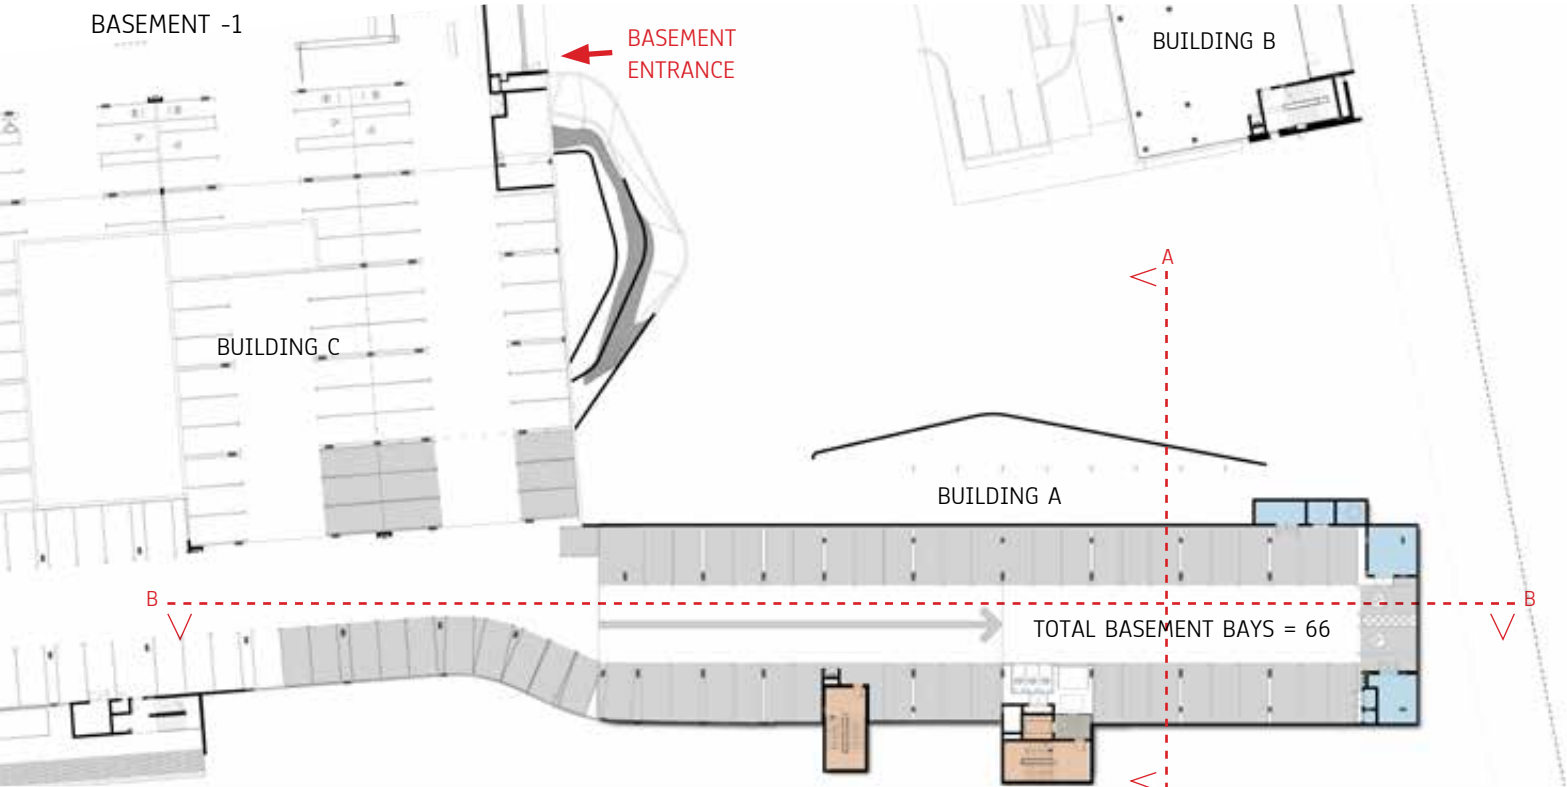 BASEMENT -1
BASEMENT
ENTRANCE
BUILDING B
A
BUILDING C
BUILDING A
B
B
TOTAL BASEMENT BAYS = 66